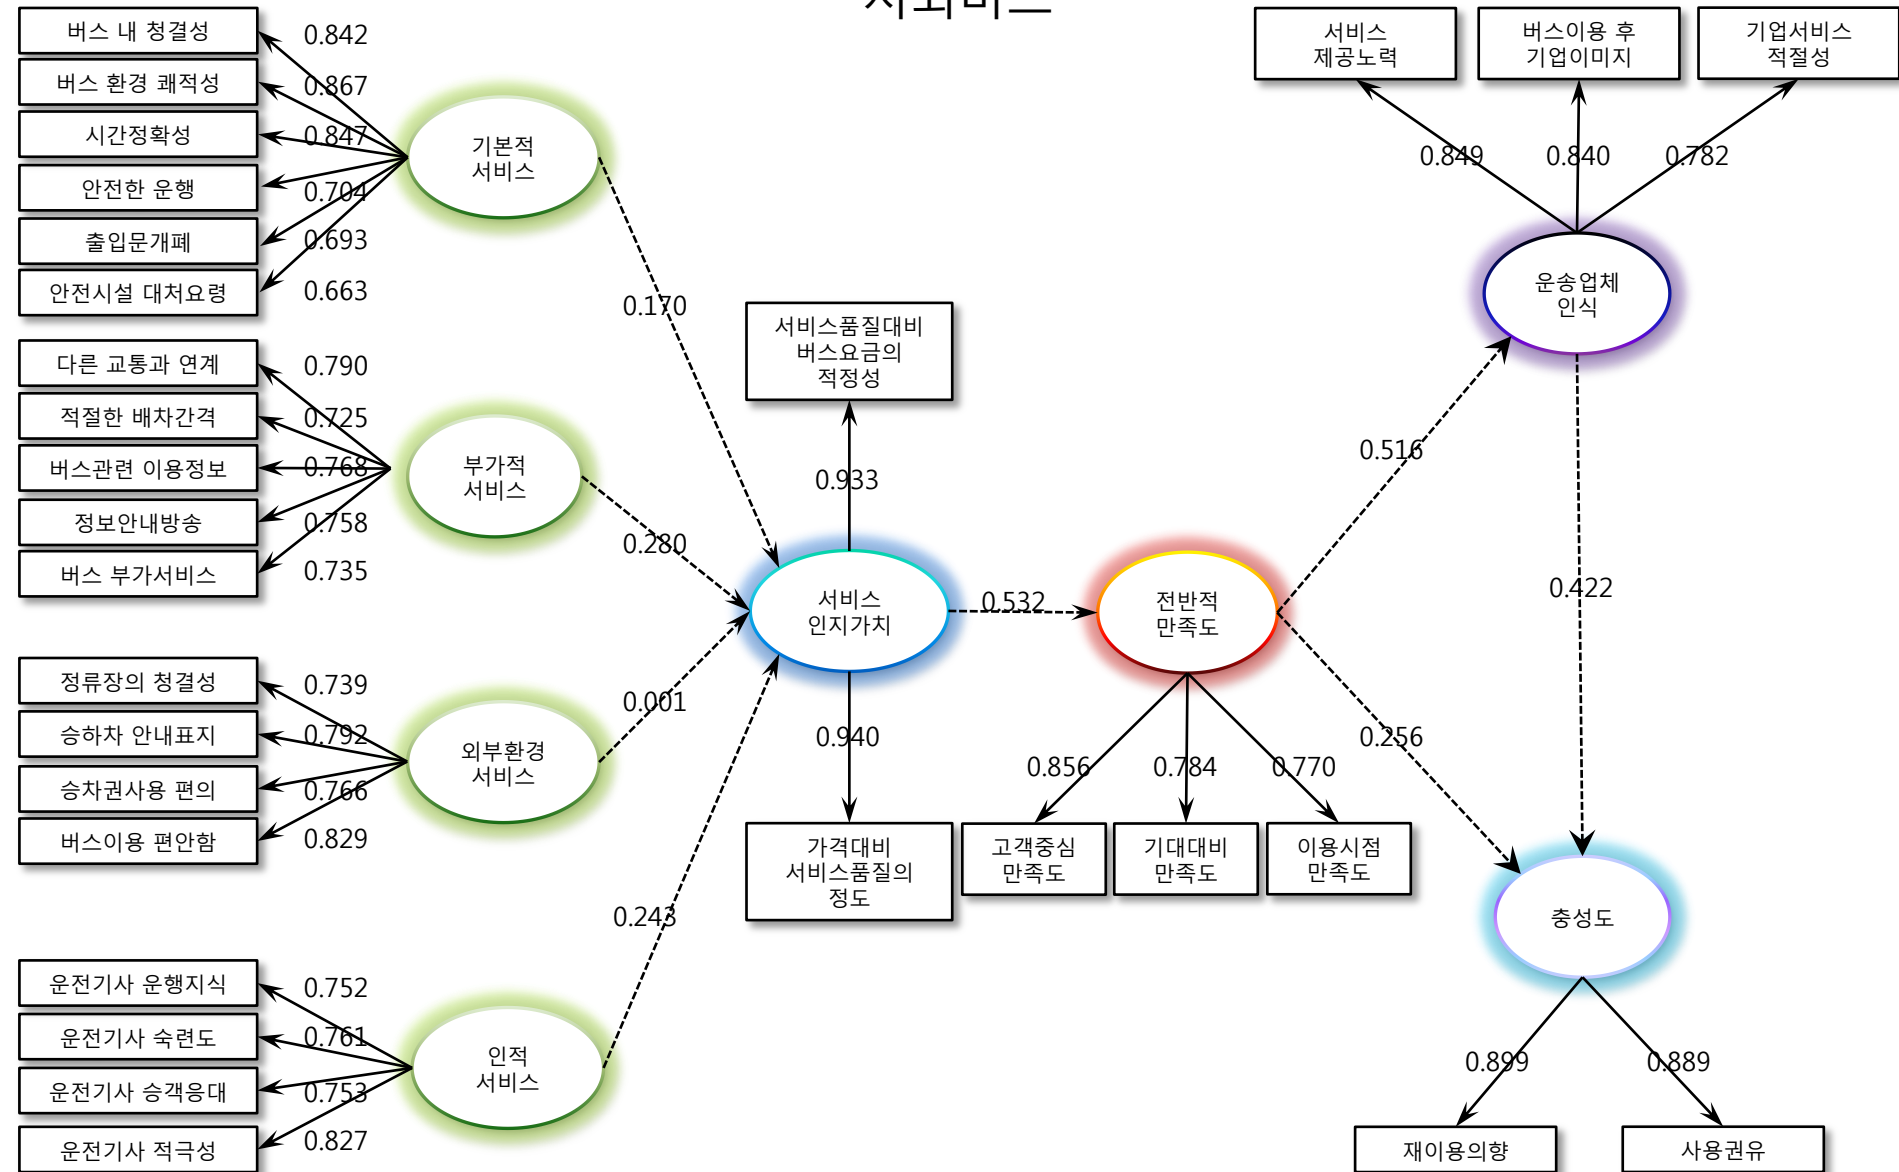 버스 내 청결성
0.842
버스 환경 쾌적성
0.867
시간정확성
0.847
안전한 운행
0.704
출입문개폐
0.693
안전시설 대처요령
0.663
기본적
서비스
0.170
다른 교통과 연계
0.790
적절한 배차간격
0.725
버스관련 이용정보
0.768
정보안내방송
0.758
버스 부가서비스
0.735
부가적
서비스
0.280
정류장의 청결성
0.739
승하차 안내표지
0.792
승차권사용 편의
0.766
버스이용 편안함
0.829
외부환경
서비스
0.001
운전기사 운행지식
0.752
운전기사 숙련도
0.761
운전기사 승객응대
0.753
운전기사 적극성
0.827
인적
서비스
0.243
서비스품질대비
버스요금의
적정성
0.933
서비스
인지가치
0.940
가격대비
서비스품질의
정도
0.532
전반적
만족도
0.856
0.784
0.770
고객중심
만족도
기대대비
만족도
이용시점
만족도
0.516
0.256
서비스
제공노력
버스이용 후
기업이미지
기업서비스
적절성
0.849
0.840
0.782
운송업체
인식
0.422
충성도
0.899
0.889
재이용의향
사용권유